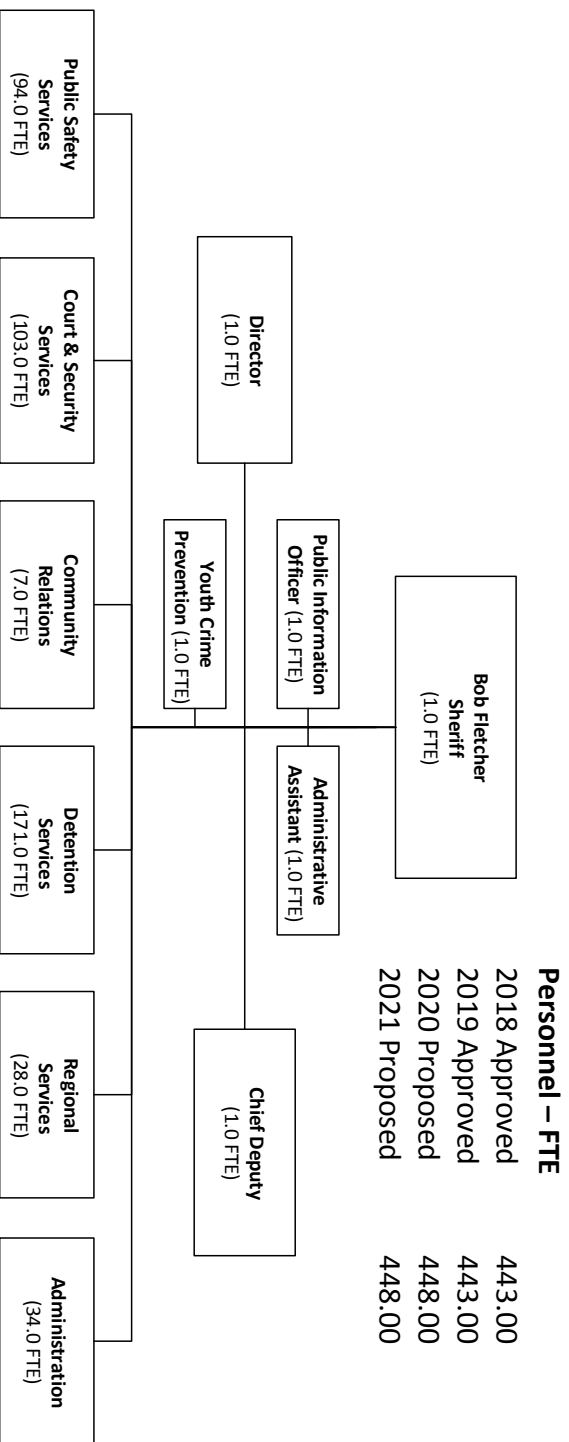 Personnel – FTE
2018 Approved 443.00
2019 Approved 443.00
2020 Proposed 448.00
2021 Proposed 448.00
Bob Fletcher
Sheriff
(1.0 FTE)
Public Information
Officer (1.0 FTE)
Administrative
Assistant (1.0 FTE)
Director
(1.0 FTE)
Chief Deputy
(1.0 FTE)
Youth Crime
Prevention (1.0 FTE)
Public Safety
Services
(94.0 FTE)
Court & Security
Services
(103.0 FTE)
Community
Relations
(7.0 FTE)
Detention
Services
(171.0 FTE)
Regional
Services
(28.0 FTE)
Administration
(34.0 FTE)